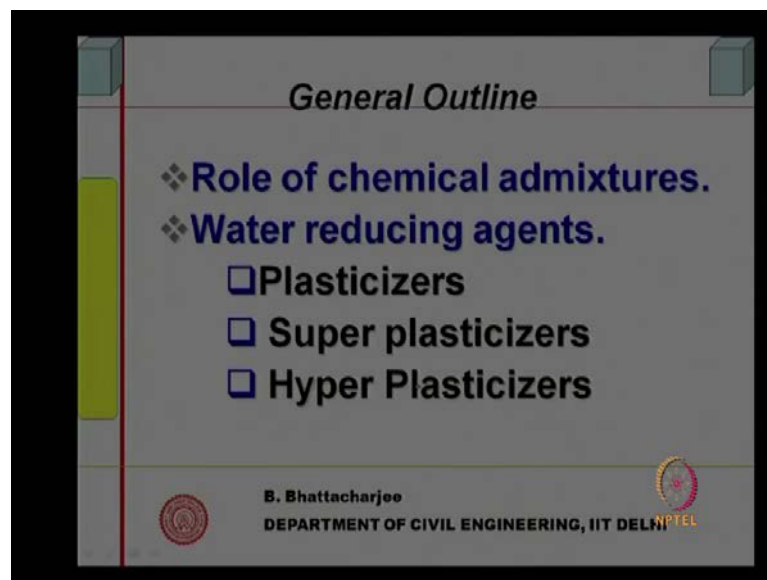 General Outline
Role of chemical admixtures.
Water reducing agents.
Plasticizers
Super plasticizers
Hyper Plasticizers
B. Bhattacharjee
DEPARTMENT OF CIVIL ENGINEERING, IIT DELHI
NPTEL